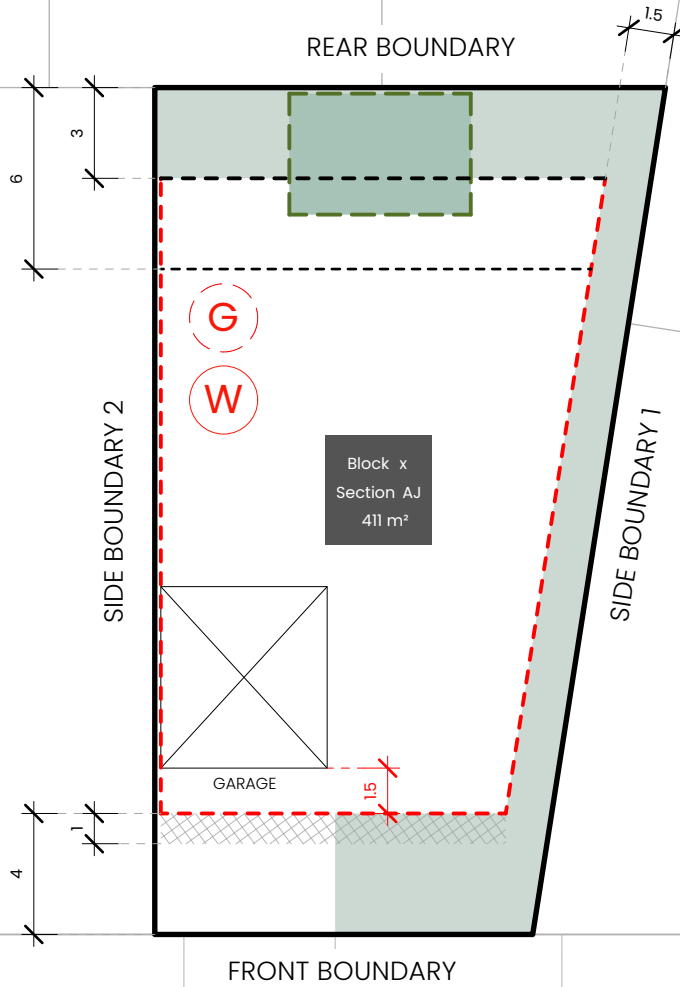 1.5
REAR BOUNDARY
3
6
G
W
SIDE BOUNDARY 2
SIDE BOUNDARY 1
Block x
Section AJ
411 m²
GARAGE
1.5
1
4
FRONT BOUNDARY